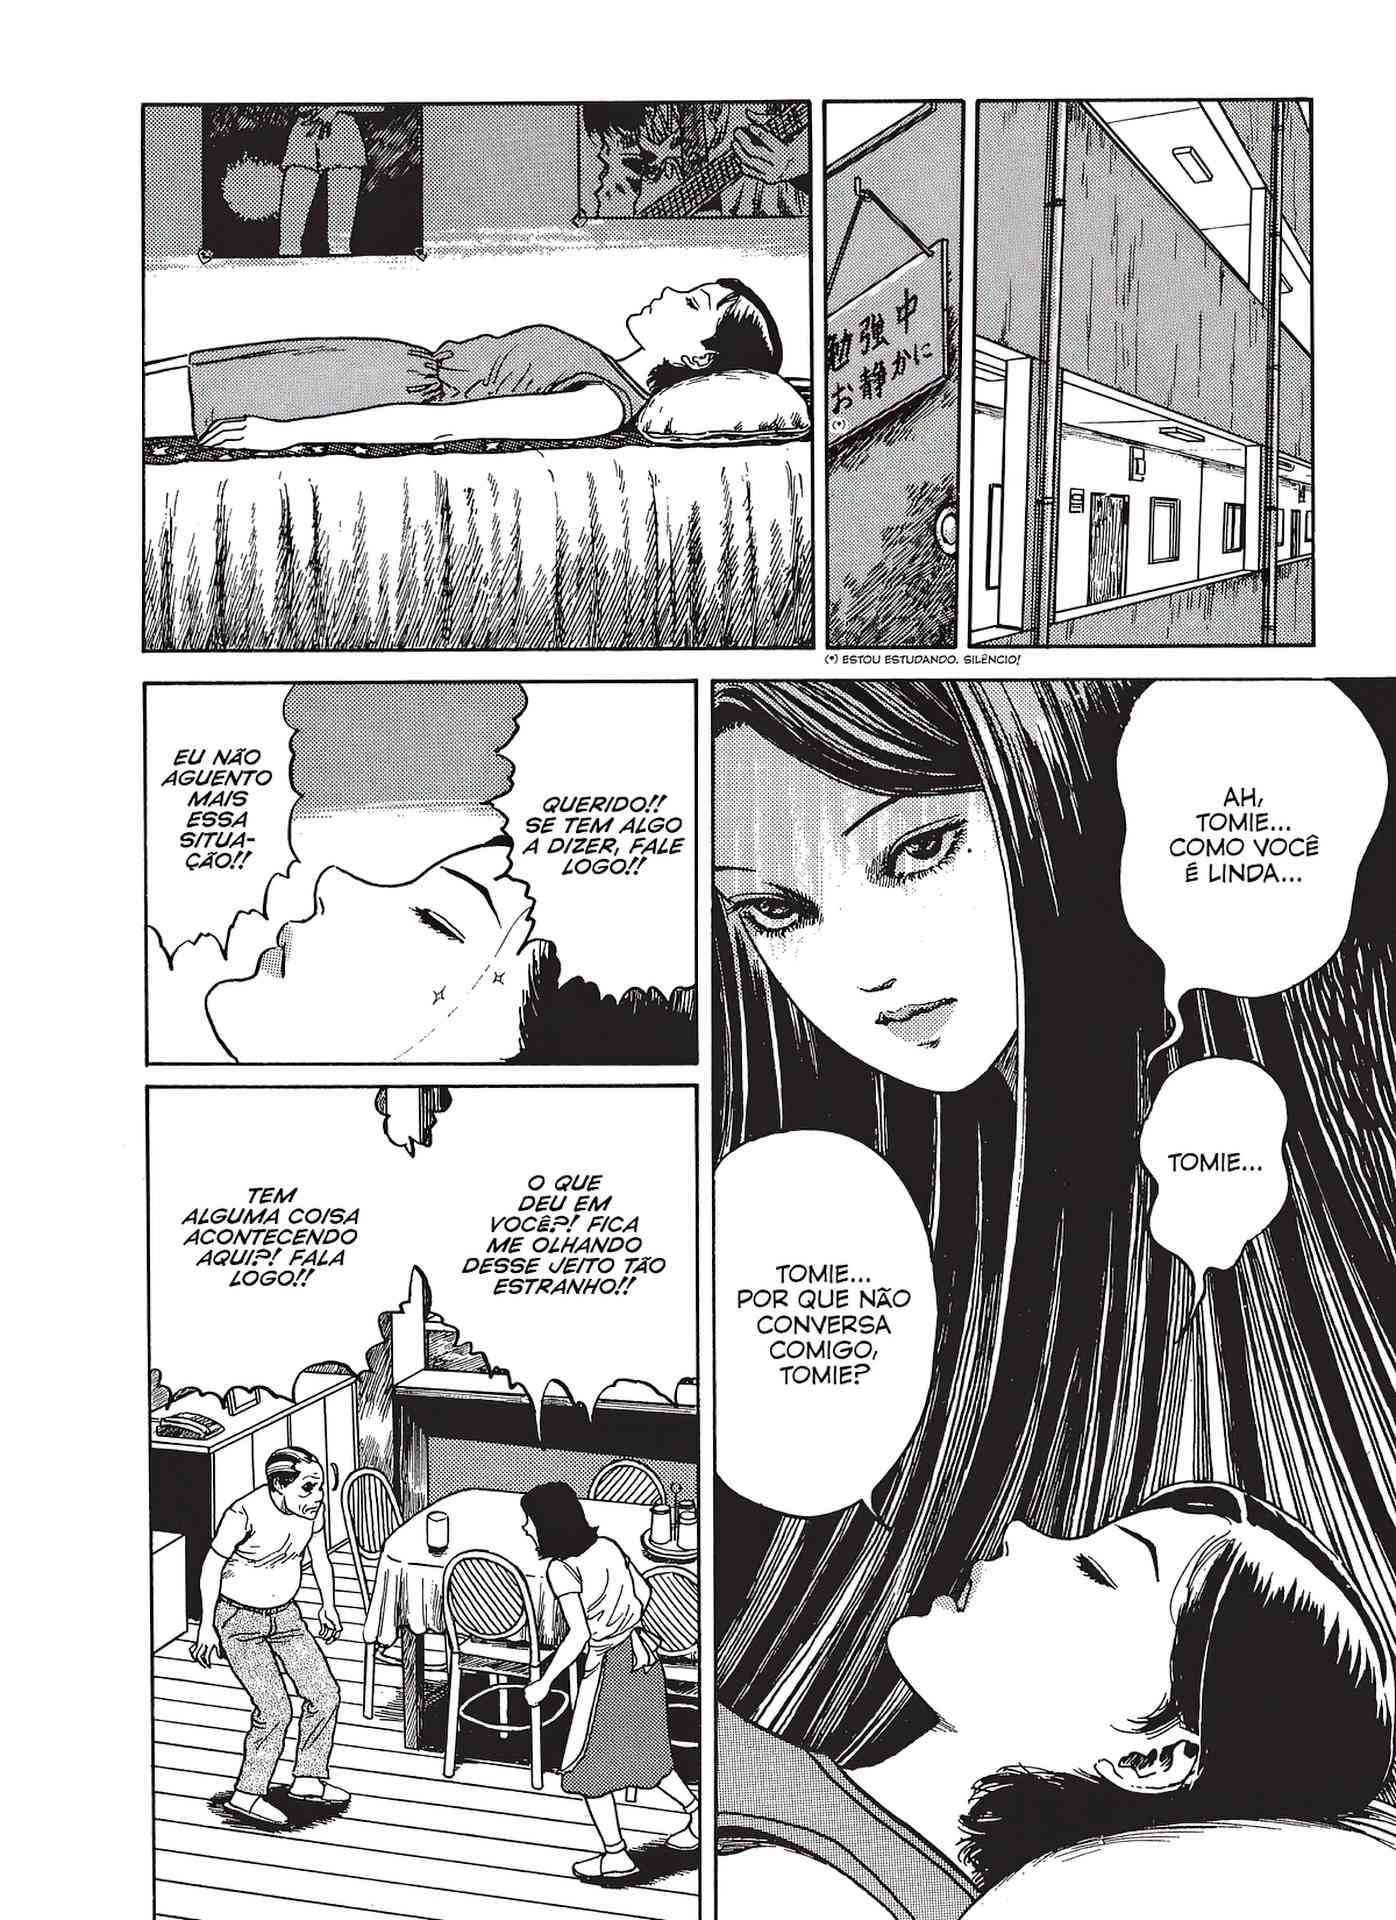 勉強中
お静かに
(*)
(*) ESTOU ESTUDANDO. SILÊNCIO!
AH,
TOMIE...
COMO VOCÊ
É LINDA...
TOMIE...
TOMIE...
POR QUE NÃO
CONVERSA
COMIGO,
TOMIE?
QUERIDO!!
SE TEM ALGO
A DIZER, FALE
LOGO!!
EU NÃO
AGUENTO
MAIS
ESSA
SITUA-
ÇÃO!!
O QUE
DEU EM
VOCÊ?! FICA
ME OLHANDO
DESSE JEITO TÃO
ESTRANHO!!
TEM
ALGUMA COISA
ACONTECENDO
AQUI?! FALA
LOGO!!